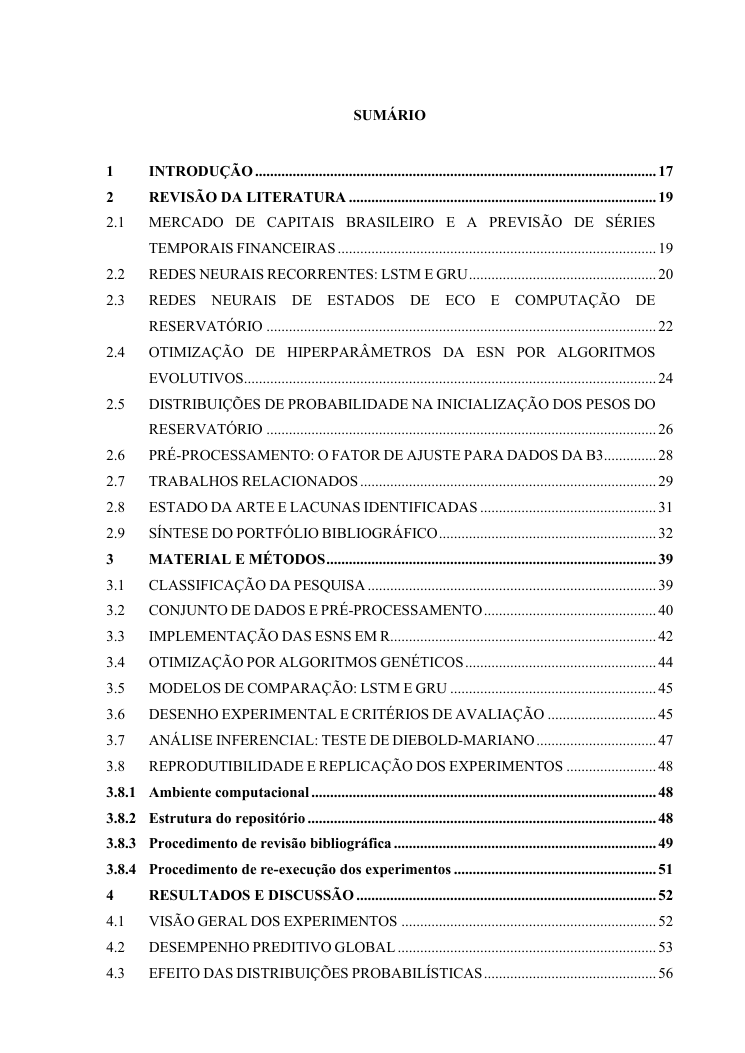 SUMÁRIO
1 INTRODUÇÃO ........................................................................................................... 17
2 REVISÃO DA LITERATURA .................................................................................. 19
2.1 MERCADO DE CAPITAIS BRASILEIRO E A PREVISÃO DE SÉRIES
TEMPORAIS FINANCEIRAS ..................................................................................... 19
2.2 REDES NEURAIS RECORRENTES: LSTM E GRU .................................................. 20
2.3 REDES NEURAIS DE ESTADOS DE ECO E COMPUTAÇÃO DE
RESERVATÓRIO ........................................................................................................ 22
2.4 OTIMIZAÇÃO DE HIPERPARÂMETROS DA ESN POR ALGORITMOS
EVOLUTIVOS.............................................................................................................. 24
2.5 DISTRIBUIÇÕES DE PROBABILIDADE NA INICIALIZAÇÃO DOS PESOS DO
RESERVATÓRIO ........................................................................................................ 26
2.6 PRÉ-PROCESSAMENTO: O FATOR DE AJUSTE PARA DADOS DA B3.............. 28
2.7 TRABALHOS RELACIONADOS ............................................................................... 29
2.8 ESTADO DA ARTE E LACUNAS IDENTIFICADAS ............................................... 31
2.9 SÍNTESE DO PORTFÓLIO BIBLIOGRÁFICO .......................................................... 32
3 MATERIAL E MÉTODOS........................................................................................ 39
3.1 CLASSIFICAÇÃO DA PESQUISA ............................................................................. 39
3.2 CONJUNTO DE DADOS E PRÉ-PROCESSAMENTO .............................................. 40
3.3 IMPLEMENTAÇÃO DAS ESNS EM R....................................................................... 42
3.4 OTIMIZAÇÃO POR ALGORITMOS GENÉTICOS ................................................... 44
3.5 MODELOS DE COMPARAÇÃO: LSTM E GRU ....................................................... 45
3.6 DESENHO EXPERIMENTAL E CRITÉRIOS DE AVALIAÇÃO ............................. 45
3.7 ANÁLISE INFERENCIAL: TESTE DE DIEBOLD-MARIANO ................................ 47
3.8 REPRODUTIBILIDADE E REPLICAÇÃO DOS EXPERIMENTOS ........................ 48
3.8.1 Ambiente computacional ............................................................................................ 48
3.8.2 Estrutura do repositório ............................................................................................. 48
3.8.3 Procedimento de revisão bibliográfica ...................................................................... 49
3.8.4 Procedimento de re-execução dos experimentos ...................................................... 51
4 RESULTADOS E DISCUSSÃO ................................................................................ 52
4.1 VISÃO GERAL DOS EXPERIMENTOS .................................................................... 52
4.2 DESEMPENHO PREDITIVO GLOBAL ..................................................................... 53
4.3 EFEITO DAS DISTRIBUIÇÕES PROBABILÍSTICAS .............................................. 56